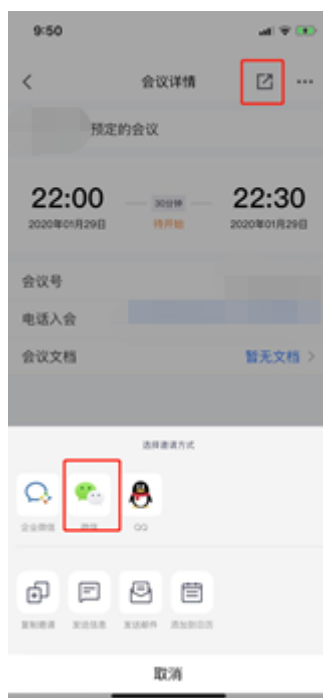 9:50
会议详情
预定的会议
22:00
30分钟
22:30
2020年01月29日
待开始
2020年01月29日
会议号
电话入会
会议文档
暂无文档
选择邀请方式
企业微信
微信
QQ
复制邀请
发送信息
发送邮件
添加到日历
取消